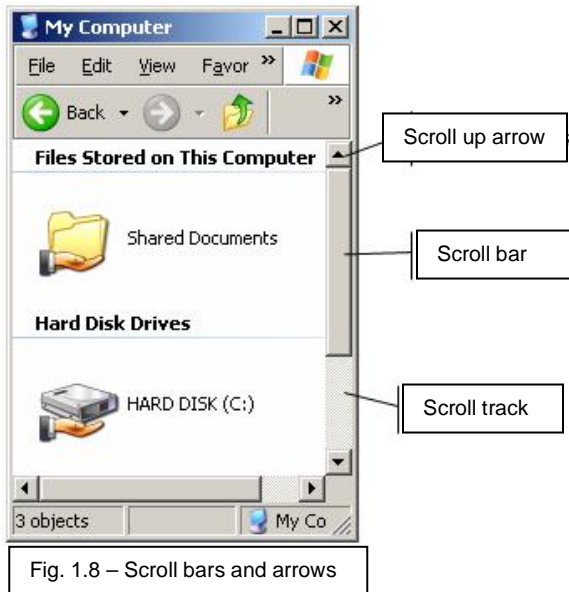 My Computer
File Edit View Favor »
Back »
Files Stored on This Computer
Shared Documents
Hard Disk Drives
HARD DISK (C:)
3 objects My Co
Scroll up arrow
Scroll bar
Scroll track
Fig. 1.8 – Scroll bars and arrows